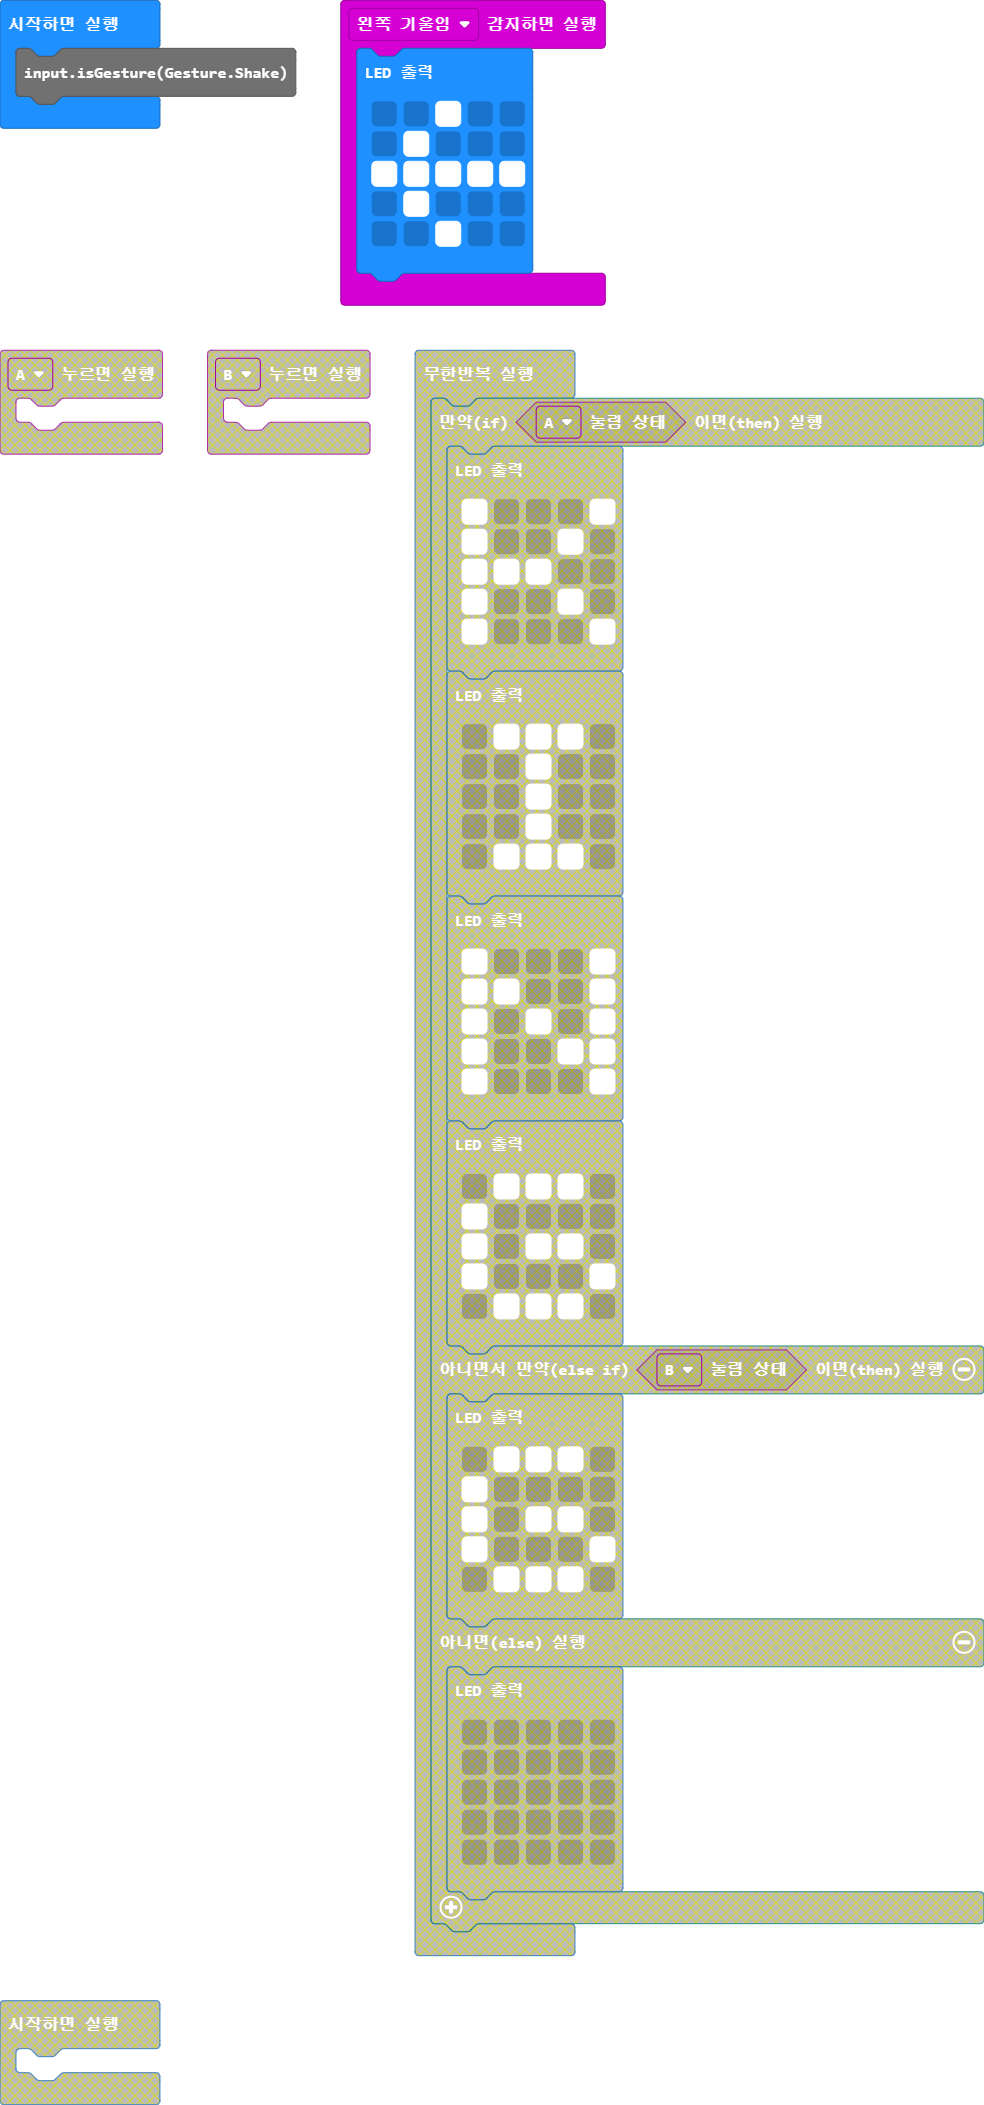 시작하면 실행
input.isGesture(Gesture.Shake)
왼쪽 기울임 감지하면 실행
LED 출력
A 누르면 실행
B 누르면 실행
무한반복 실행
만약(if) A 눌림 상태 이면(then) 실행
LED 출력
LED 출력
LED 출력
LED 출력
아니면서 만약(else if) B 눌림 상태 이면(then) 실행
LED 출력
아니면(else) 실행
LED 출력
시작하면 실행